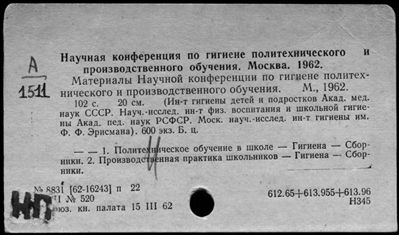 Научная конференция по гигиене политехнического и
производственного обучения. Москва. 1962.
А
1511
Материалы Научной конференции по гигиене политех-
нического и производственного обучения. М., 1962.
102 с. 20 см. (Ин-т гигиены детей и подростков Акад. мед.
наук СССР. Науч.-исслед. ин-т физ. воспитания и школьной гигие-
ны Акад. пед. наук РСФСР. Моск. науч.-исслед. ин-т гигиены им.
Ф. Ф. Эрисмана). 600 экз. Б. ц.
— — 1. Политехническое обучение в школе — Гигиена — Сбор-
ники. 2. Производственная практика школьников — Гигиена — Сбор-
ники.
№ 8831 [62-16243] п 22
№ 520
кн. палата 15 III 62
НП
612.65+613.955+613.96
Н345